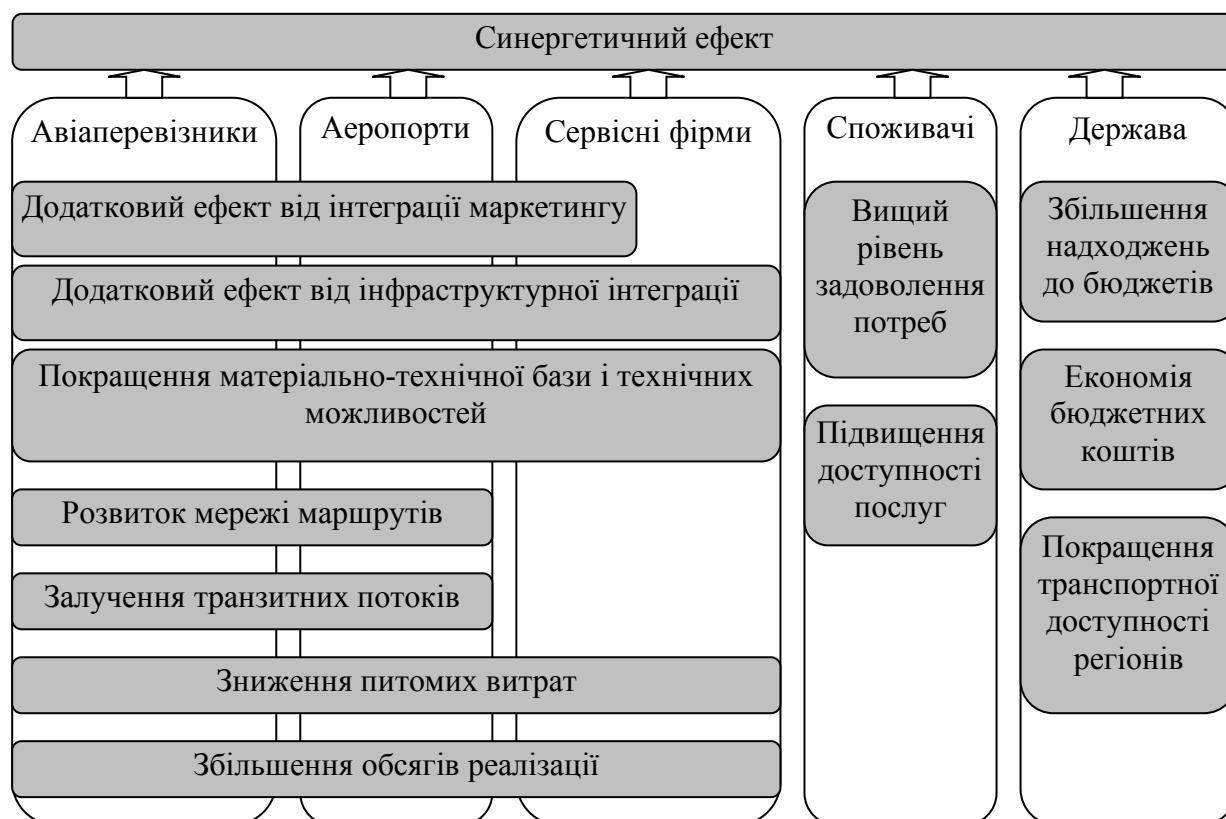 Синергетичний ефект
Авіаперевізники
Аеропорти
Сервісні фірми
Споживачі
Держава
Додатковий ефект від інтеграції маркетингу
Додатковий ефект від інфраструктурної інтеграції
Покращення матеріально-технічної бази і технічних
можливостей
Розвиток мережі маршрутів
Залучення транзитних потоків
Зниження питомих витрат
Збільшення обсягів реалізації
Вищий
рівень
задоволення
потреб
Підвищення
доступності
послуг
Збільшення
надходжень
до бюджетів
Економія
бюджетних
коштів
Покращення
транспортної
доступності
регіонів